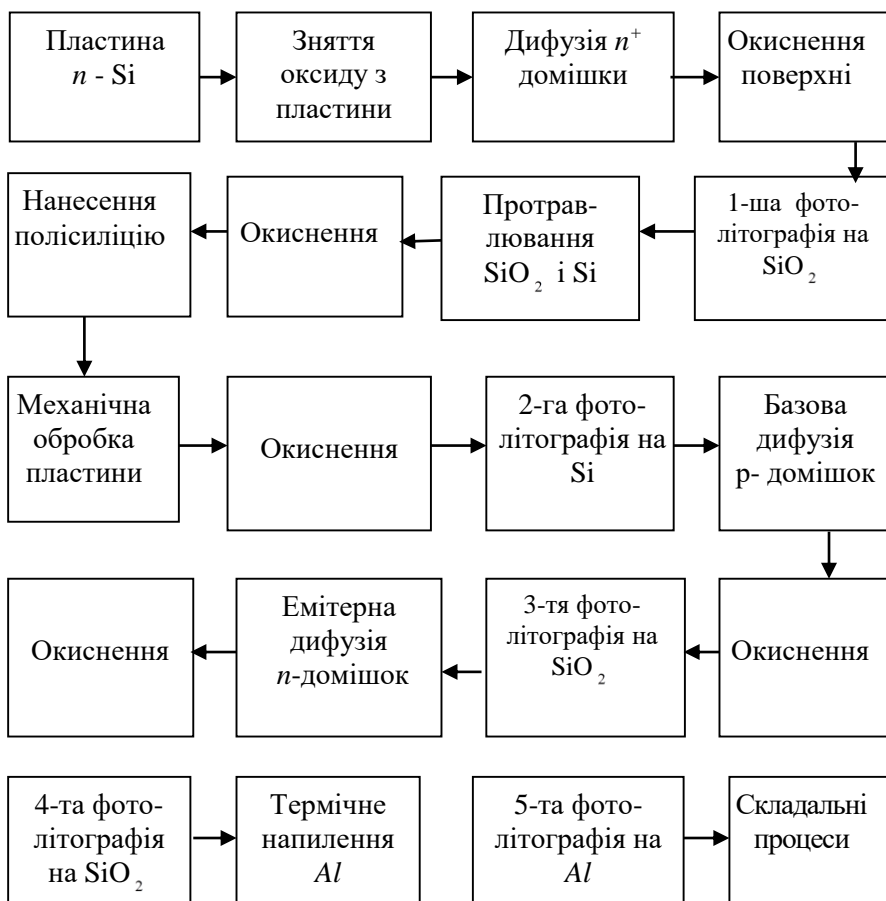 Пластина
n - Si
Зняття
оксиду з
пластини
Дифузія n⁺
домішки
Окиснення
поверхні
1-ша фото-
літографія на
SiO₂
Протрав-
лювання
SiO₂ і Si
Окиснення
Нанесення
полісиліцію
Механічна
обробка
пластини
Окиснення
2-га фото-
літографія на
Si
Базова
дифузія
р- домішок
Окиснення
3-тя фото-
літографія на
SiO₂
Емітерна
дифузія
n-домішок
Окиснення
4-та фото-
літографія
на SiO₂
Термічне
напилення
Al
5-та фото-
літографія на
Al
Складальні
процеси